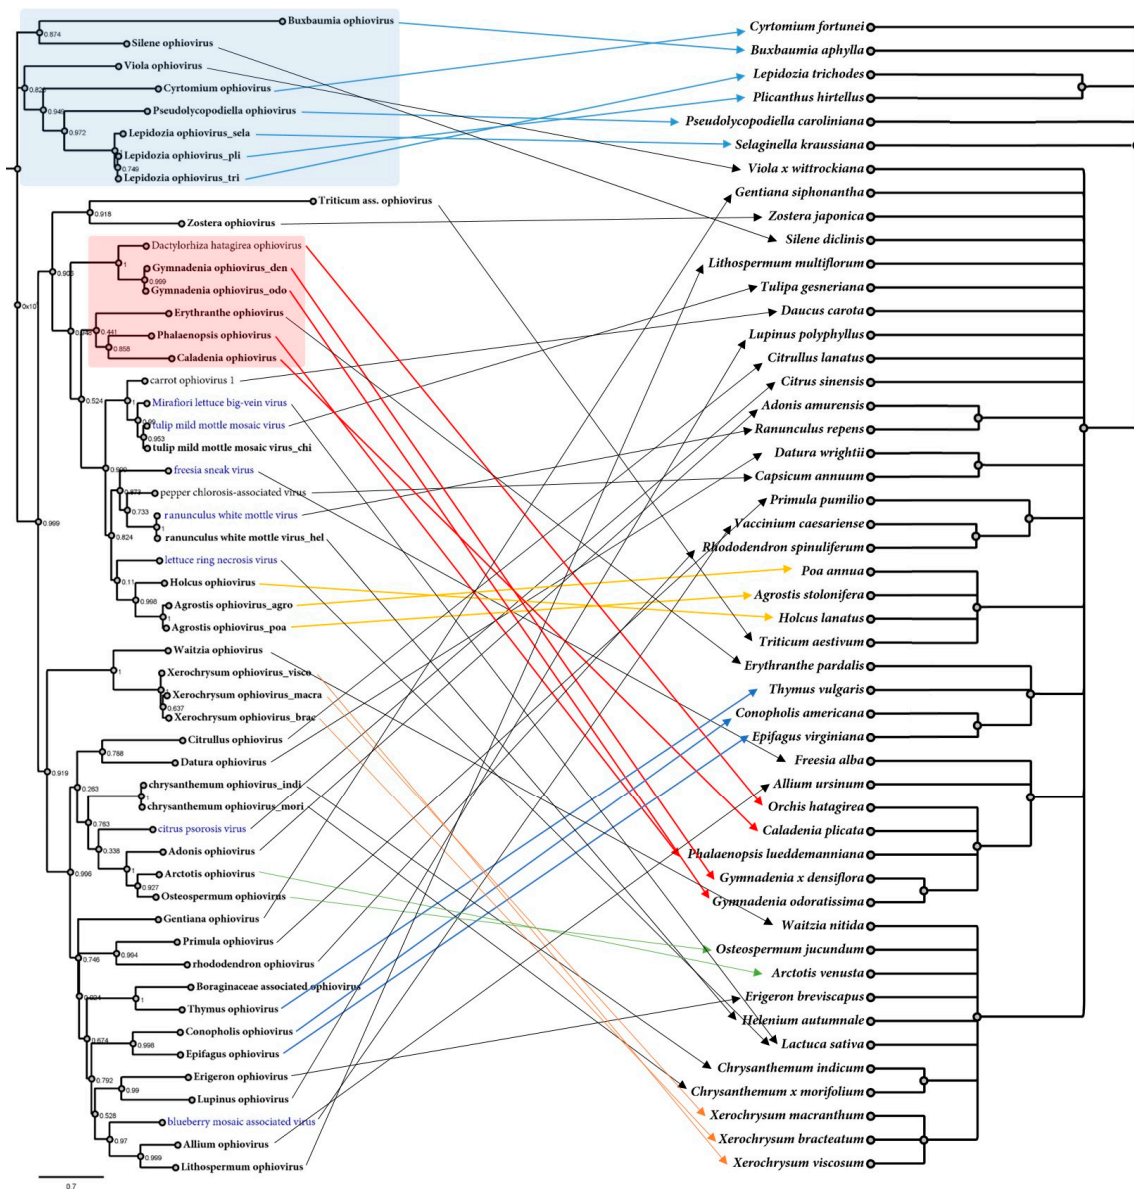 Buxbaumia ophiovirus
0.874
Silene ophiovirus
Viola ophiovirus
Cyrtomium ophiovirus
0.949
Pseudolycopodiella ophiovirus
0.972
Lepidozia ophiovirus_sela
Lepidozia ophiovirus_pli
0.749
Lepidozia ophiovirus_tri
Triticum ass. ophiovirus
0.918
Zostera ophiovirus
Dactylorhiza hatagirea ophiovirus
1
Gymnadenia ophiovirus_den
0.999
Gymnadenia ophiovirus_odo
Erythranthe ophiovirus
0.441
Phalaenopsis ophiovirus
0.858
Caladenia ophiovirus
carrot ophiovirus 1
0.524
1
Mirafiori lettuce big-vein virus
tulip mild mottle mosaic virus
0.953
tulip mild mottle mosaic virus_chi
freesia sneak virus
pepper chlorosis-associated virus
0.733
ranunculus white mottle virus
0.999
1
ranunculus white mottle virus_hel
0.824
lettuce ring necrosis virus
0.11
Holcus ophiovirus
0.998
Agrostis ophiovirus_agro
1
Agrostis ophiovirus_poa
Waitzia ophiovirus
1
Xerochrysum ophiovirus_visco
Xerochrysum ophiovirus_macra
0.637
Xerochrysum ophiovirus_brac
Citrullus ophiovirus
0.788
Datura ophiovirus
0.919
0.263
chrysanthemum ophiovirus_indi
1
chrysanthemum ophiovirus_mori
0.763
citrus psorosis virus
0.338
Adonis ophiovirus
0.996
1
Arctotis ophiovirus
0.927
Osteospermum ophiovirus
Gentiana ophiovirus
Primula ophiovirus
0.746
0.994
rhododendron ophiovirus
Boraginaceae associated ophiovirus
1
Thymus ophiovirus
Conopholis ophiovirus
0.674
0.998
Epifagus ophiovirus
0.792
Erigeron ophiovirus
0.99
Lupinus ophiovirus
0.528
blueberry mosaic associated virus
0.97
Allium ophiovirus
0.999
Lithospermum ophiovirus
0.7
Cyrtomium fortunei
Buxbaumia aphylla
Lepidozia trichodes
Plicanthus hirtellus
Pseudolycopodiella caroliniana
Selaginella kraussiana
Viola x wittrockiana
Gentiana siphonantha
Zostera japonica
Silene diclinis
Lithospermum multiflorum
Tulipa gesneriana
Daucus carota
Lupinus polyphyllus
Citrullus lanatus
Citrus sinensis
Adonis amurensis
Ranunculus repens
Datura wrightii
Capsicum annuum
Primula pumilio
Vaccinium caesariense
Rhododendron spinuliferum
Poa annua
Agrostis stolonifera
Holcus lanatus
Triticum aestivum
Erythranthe pardalis
Thymus vulgaris
Conopholis americana
Epifagus virginiana
Freesia alba
Allium ursinum
Orchis hatagirea
Caladenia plicata
Phalaenopsis lueddemanniana
Gymnadenia x densiflora
Gymnadenia odoratissima
Waitzia nitida
Osteospermum jucundum
Arctotis venusta
Erigeron breviscapus
Helenium autumnale
Lactuca sativa
Chrysanthemum indicum
Chrysanthemum x morifolium
Xerochrysum macranthum
Xerochrysum bracteatum
Xerochrysum viscosum